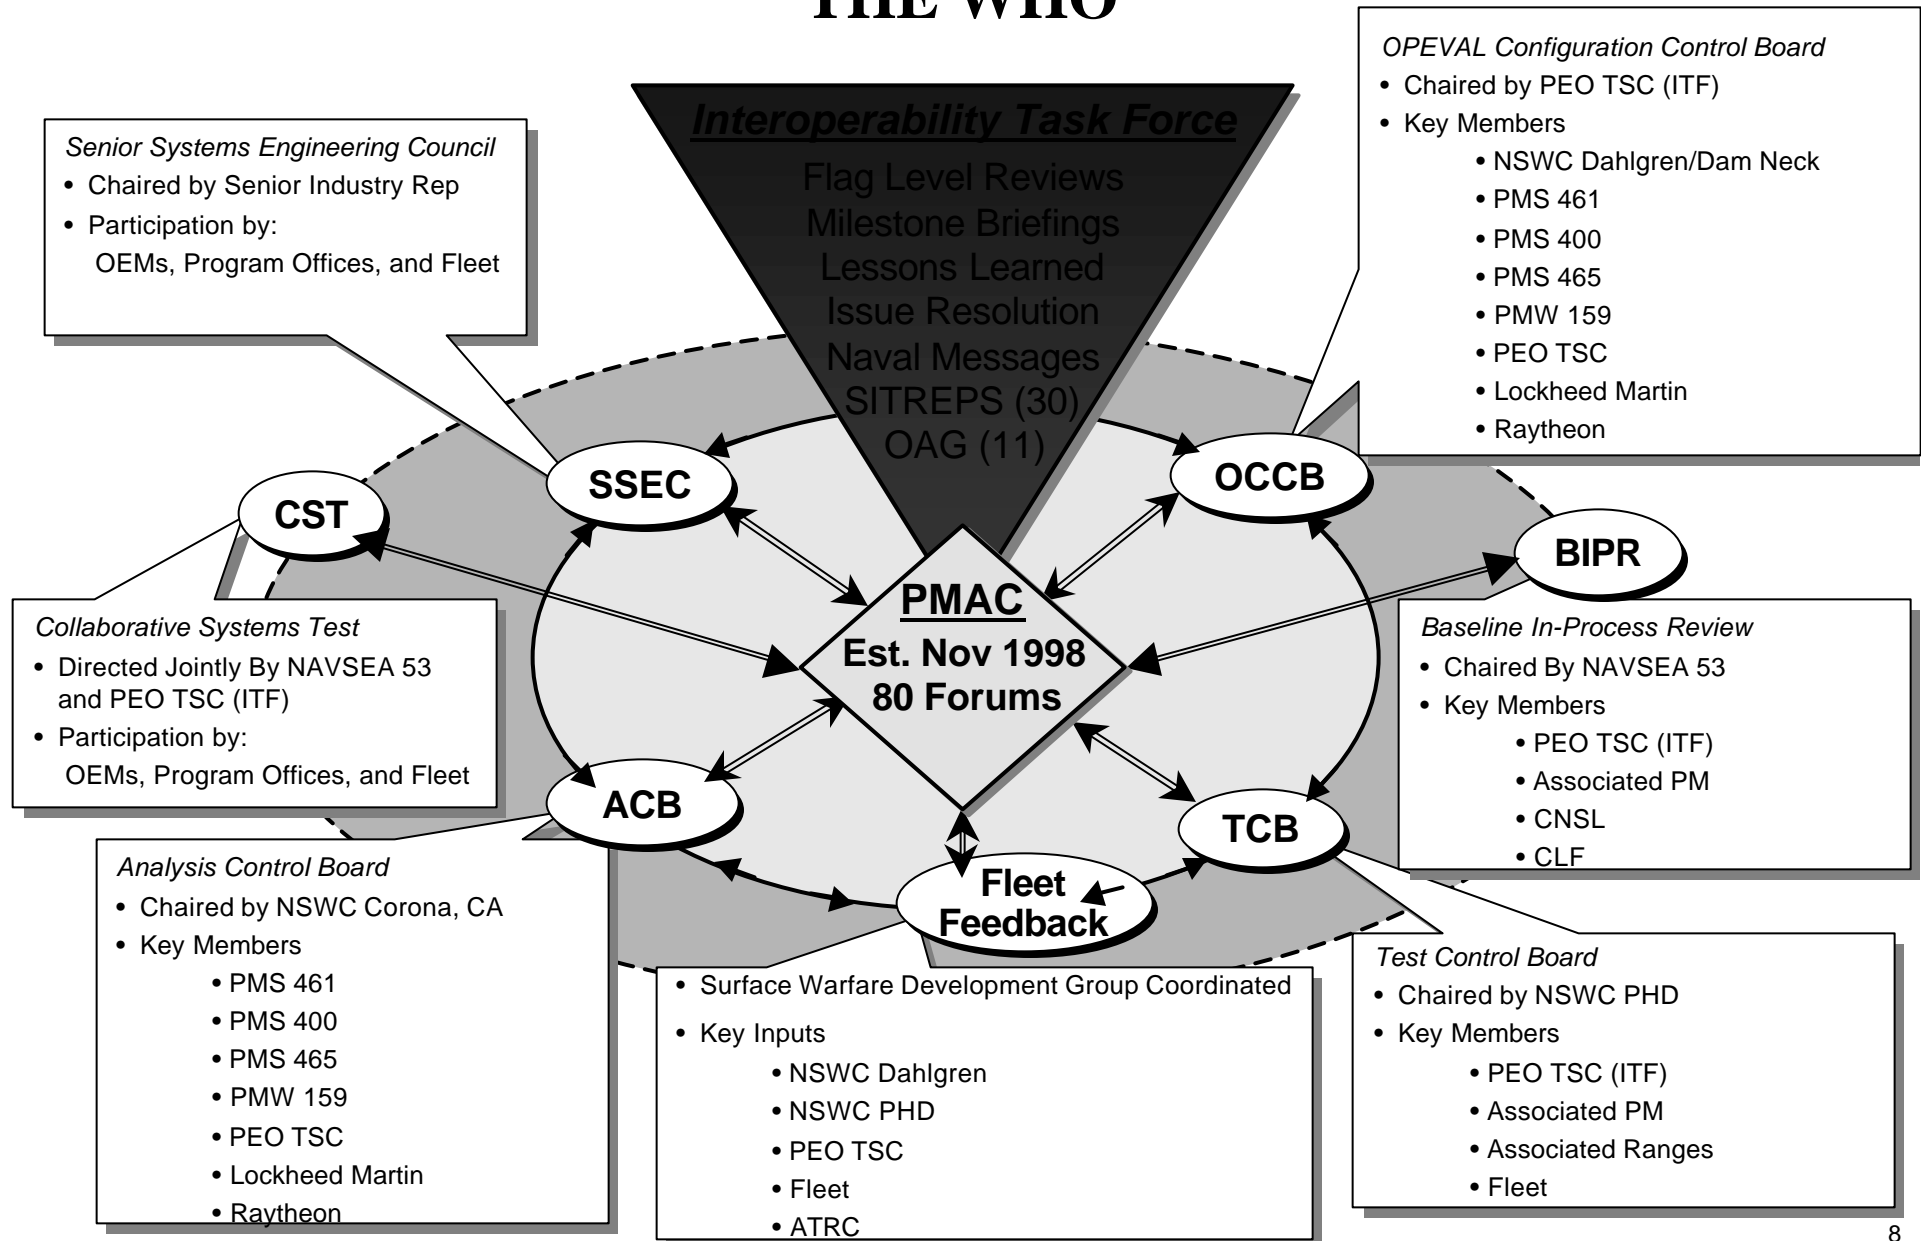 THE WHO
OPEVAL Configuration Control Board
• Chaired by PEO TSC (ITF)
• Key Members
• NSWC Dahlgren/Dam Neck
• PMS 461
• PMS 400
• PMS 465
• PMW 159
• PEO TSC
• Lockheed Martin
• Raytheon
Interoperability Task Force
Flag Level Reviews
Milestone Briefings
Lessons Learned
Issue Resolution
Naval Messages
SITREPS (30)
OAG (11)
Senior Systems Engineering Council
• Chaired by Senior Industry Rep
• Participation by:
OEMs, Program Offices, and Fleet
SSEC
OCCB
CST
BIPR
PMAC
Est. Nov 1998
80 Forums
Collaborative Systems Test
• Directed Jointly By NAVSEA 53
and PEO TSC (ITF)
• Participation by:
OEMs, Program Offices, and Fleet
Baseline In-Process Review
• Chaired By NAVSEA 53
• Key Members
• PEO TSC (ITF)
• Associated PM
• CNSL
• CLF
ACB
TCB
Fleet
Feedback
Analysis Control Board
• Chaired by NSWC Corona, CA
• Key Members
• PMS 461
• PMS 400
• PMS 465
• PMW 159
• PEO TSC
• Lockheed Martin
• Raytheon
• Surface Warfare Development Group Coordinated
• Key Inputs
• NSWC Dahlgren
• NSWC PHD
• PEO TSC
• Fleet
• ATRC
Test Control Board
• Chaired by NSWC PHD
• Key Members
• PEO TSC (ITF)
• Associated PM
• Associated Ranges
• Fleet
8